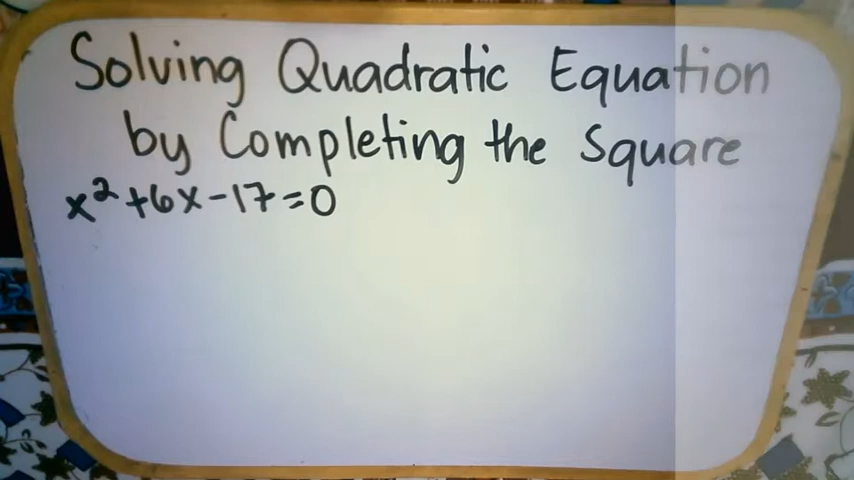 Solving Quadratic Equation
by Completing the Square
x²+6x-17=0